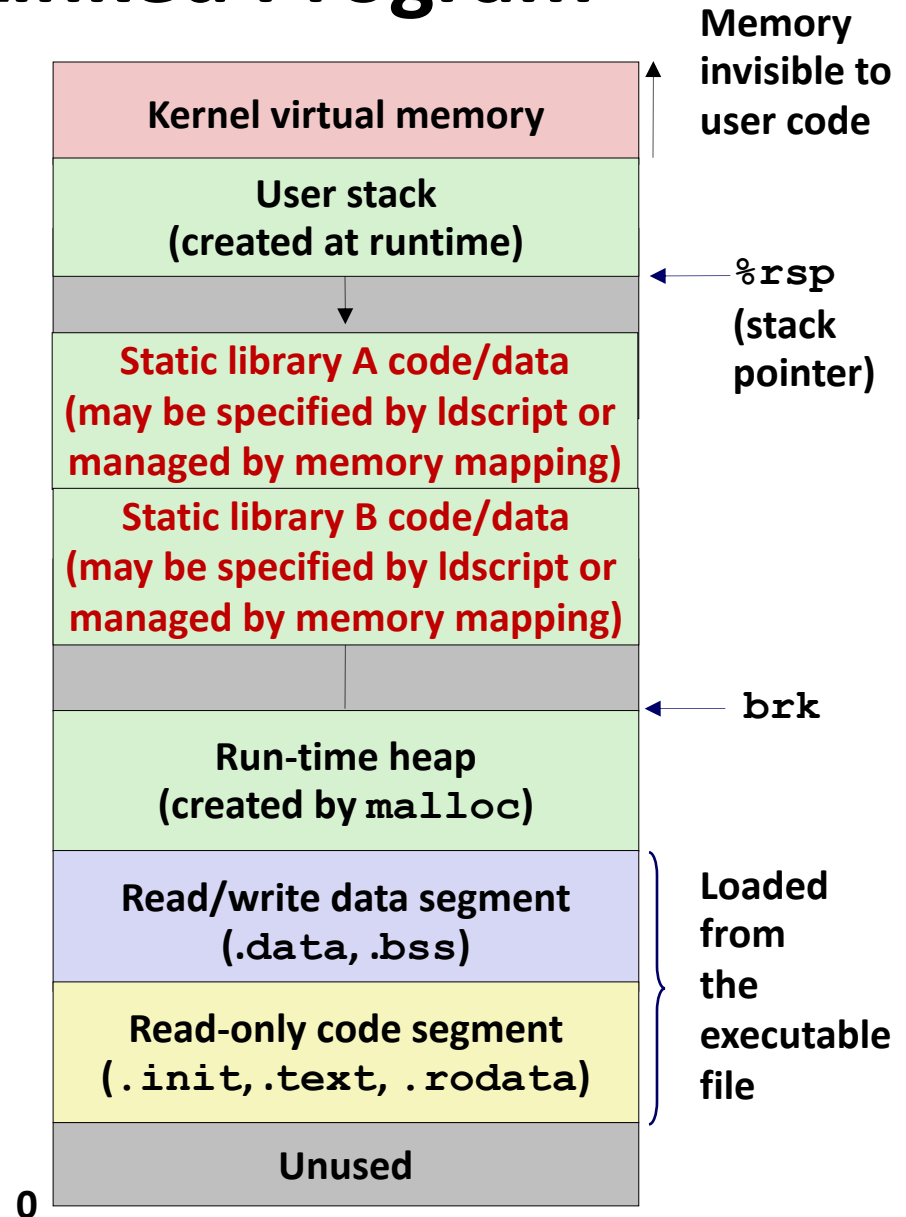 Program
Memory
invisible to
user code
Kernel virtual memory
User stack
(created at runtime)
%rsp
(stack
pointer)
Static library A code/data
(may be specified by ldscript or
managed by memory mapping)
Static library B code/data
(may be specified by ldscript or
managed by memory mapping)
brk
Run-time heap
(created by malloc)
Read/write data segment
(.data, .bss)
Read-only code segment
(.init, .text, .rodata)
Loaded
from
the
executable
file
Unused
0